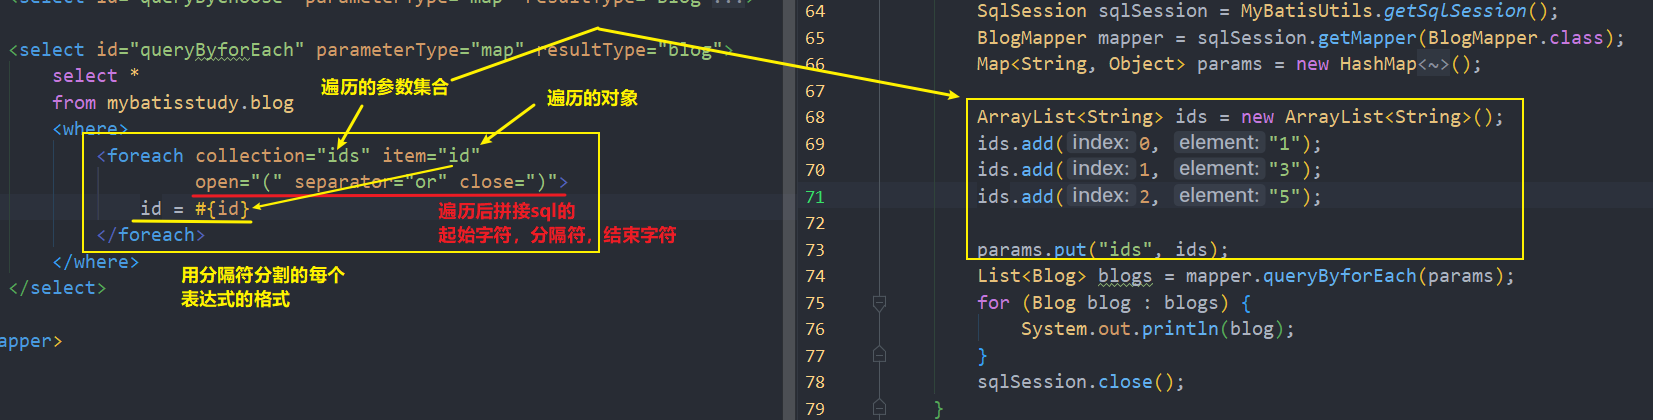 <select id="queryByChoose" parameterType="map" resultType="blog"...>
<select id="queryByforEach" parameterType="map" resultType="blog">
select *
遍历的参数集合
遍历的对象
from mybatisstudy.blog
<where>
<foreach collection="ids" item="id"
open="(" separator="or" close=")">
id = #{id}
遍历后拼接sql的
起始字符，分隔符，结束字符
</foreach>
</where>
用分隔符分割的每个
表达式的格式
</select>
apper>
64 SqlSession sqlSession = MyBatisUtils.getSqlSession();
65 BlogMapper mapper = sqlSession.getMapper(BlogMapper.class);
66 Map<String, Object> params = new HashMap<~>();
67
68 ArrayList<String> ids = new ArrayList<String>();
69 ids.add( index: 0, element: "1");
70 ids.add( index: 1, element: "3");
71 ids.add( index: 2, element: "5");
72
73 params.put("ids", ids);
74 List<Blog> blogs = mapper.queryByforEach(params);
75 for (Blog blog : blogs) {
76 System.out.println(blog);
77 }
78 sqlSession.close();
79 }